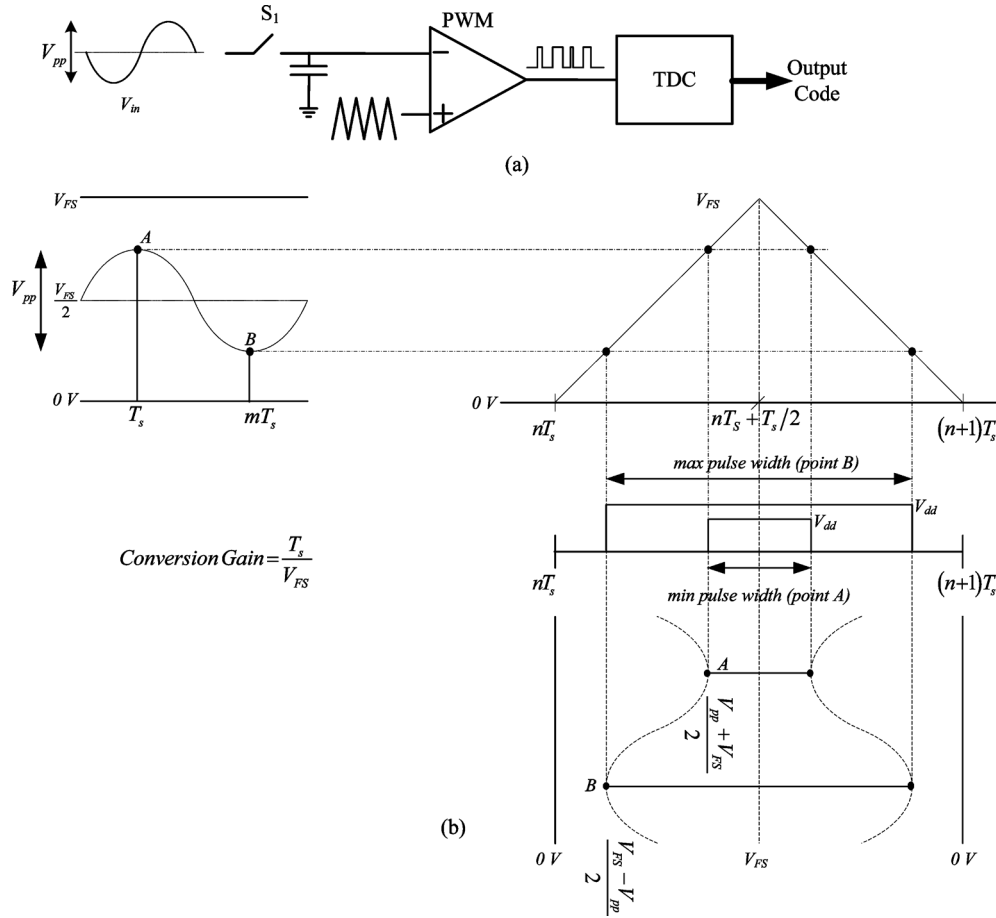 S₁
PWM
V_pp
V_in
TDC
Output
Code
(a)
V_FS
A
V_pp
V_FS/2
B
0 V
T_s
mT_s
V_FS
0 V
nT_s
nT_S + T_s/2
(n+1)T_s
max pulse width (point B)
V_dd
V_dd
Conversion Gain = T_s/V_FS
nT_s
(n+1)T_s
min pulse width (point A)
A
(V_pp + V_FS)/2
B
(b)
0 V
V_FS
0 V
(V_FS − V_pp)/2